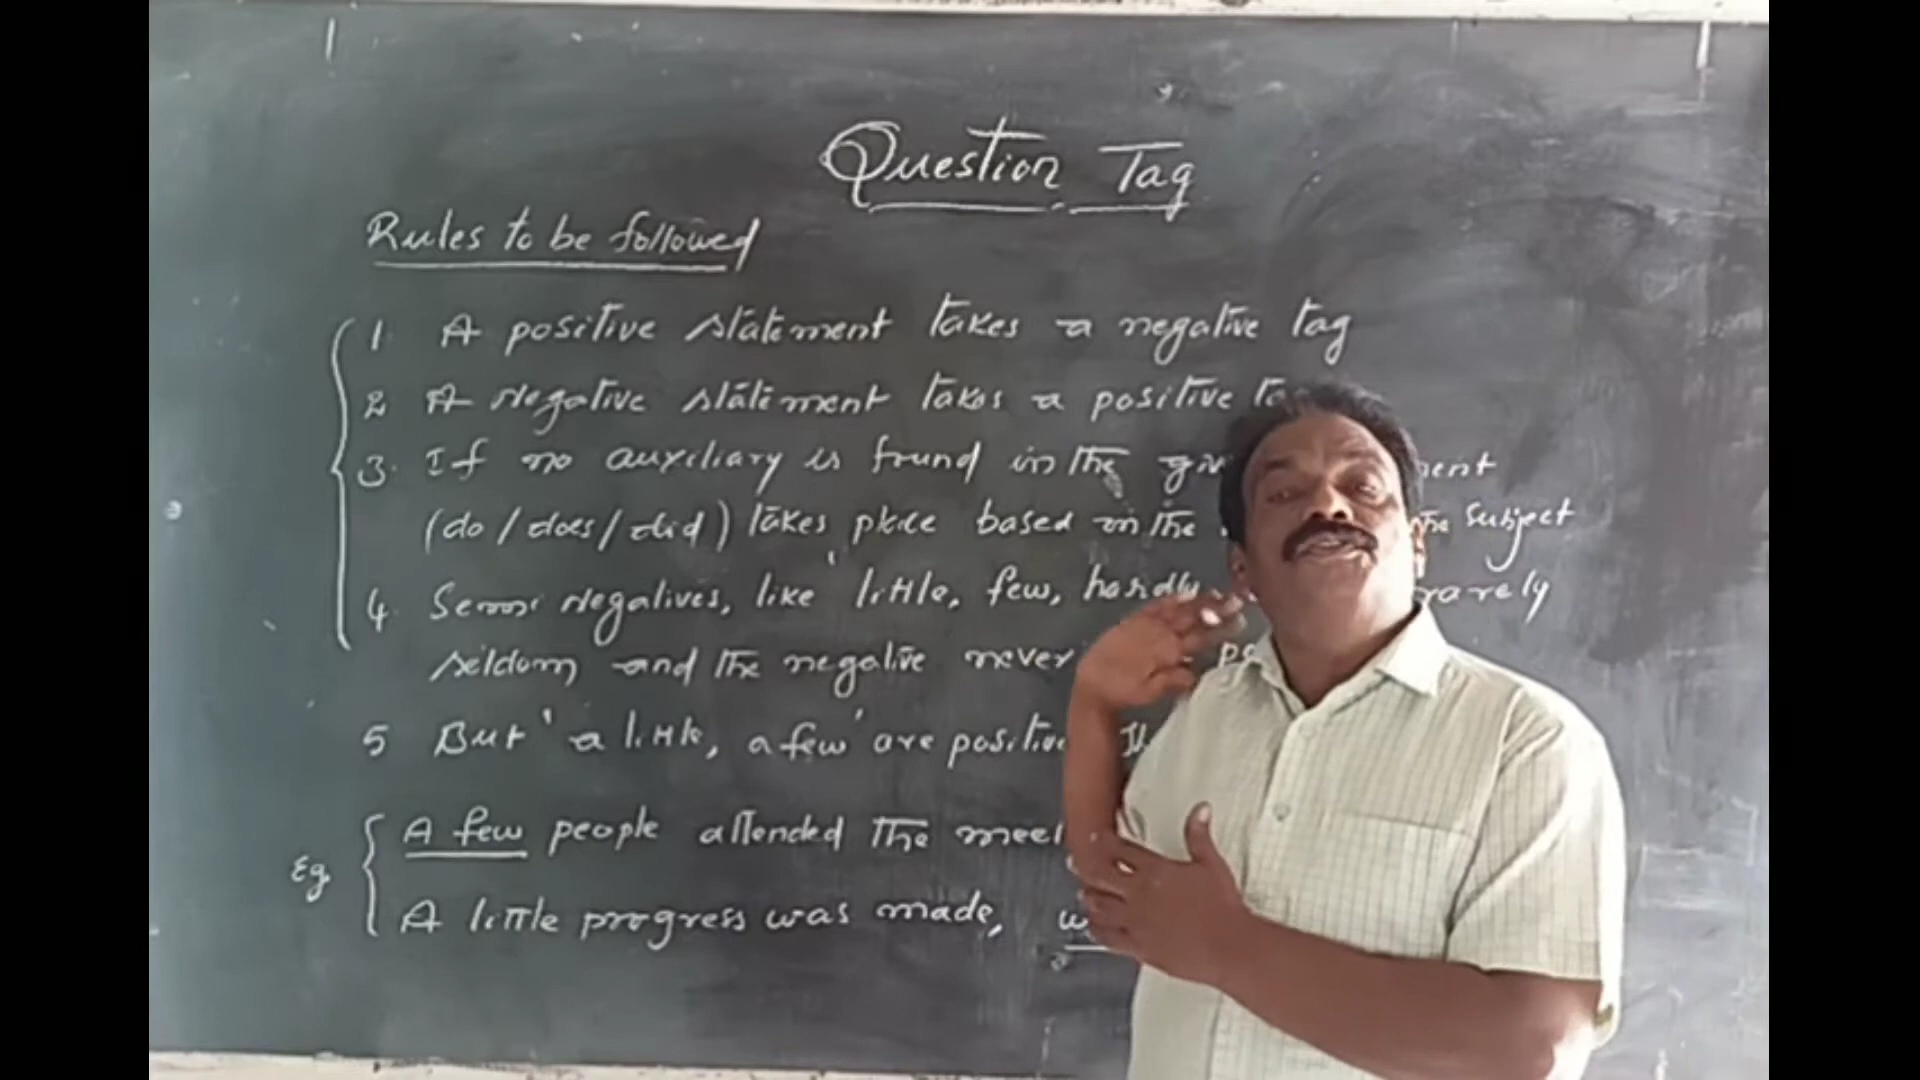 Question Tag
Rules to be followed
1. A positive statement takes a negative tag
2 A Negative statement takes a positive
3. If no auxiliary is found in the
(do/does/did) takes place based in the the Subject
4. Semi Negatives, like 'little, few, hardly rarely
seldom and the negative never
5 But 'a little, a few' are positive
Eg
A few people attended the
A little progress was made,